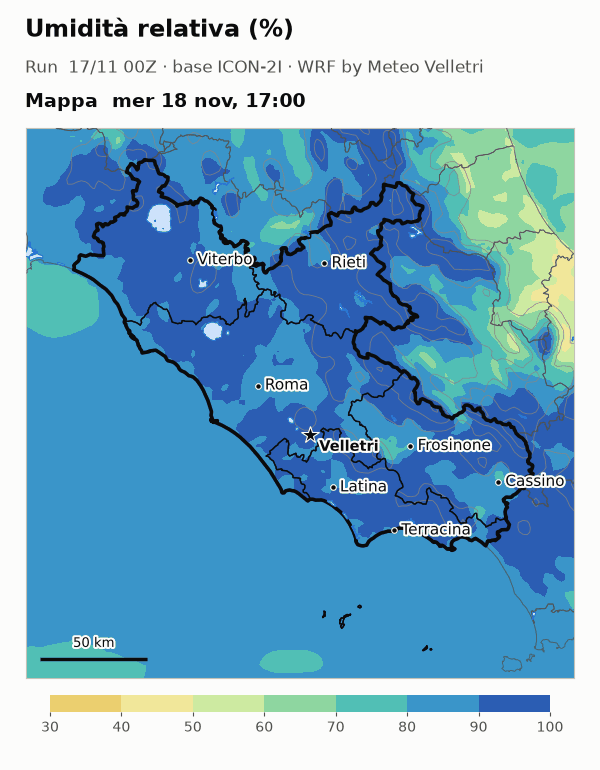 Umidità relativa (%)
Run 17/11 00Z · base ICON-2I · WRF by Meteo Velletri
Mappa mer 18 nov, 17:00
Viterbo
Rieti
Roma
Velletri
Frosinone
Latina
Cassino
Terracina
50 km
30 40 50 60 70 80 90 100